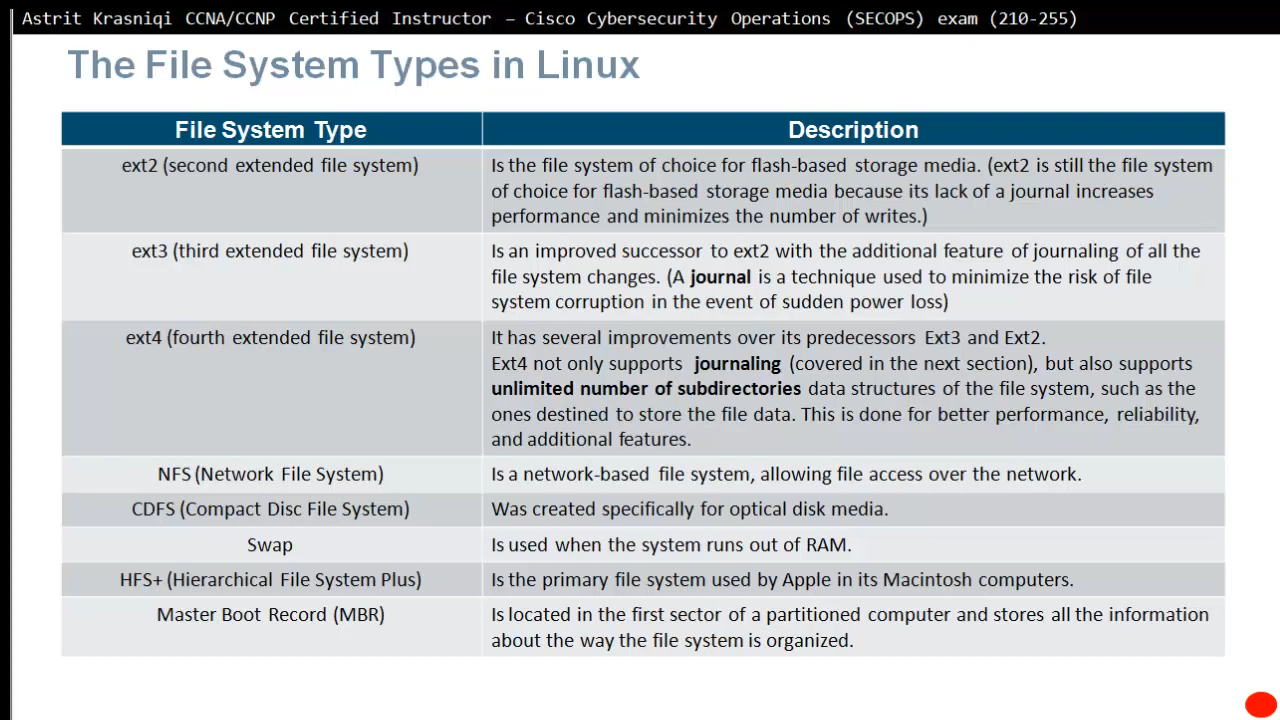 Astrit Krasniqi CCNA/CCNP Certified Instructor – Cisco Cybersecurity Operations (SECOPS) exam (210-255)
The File System Types in Linux
File System Type
Description
ext2 (second extended file system)
Is the file system of choice for flash-based storage media. (ext2 is still the file system
of choice for flash-based storage media because its lack of a journal increases
performance and minimizes the number of writes.)
ext3 (third extended file system)
Is an improved successor to ext2 with the additional feature of journaling of all the
file system changes. (A journal is a technique used to minimize the risk of file
system corruption in the event of sudden power loss)
ext4 (fourth extended file system)
It has several improvements over its predecessors Ext3 and Ext2.
Ext4 not only supports journaling (covered in the next section), but also supports
unlimited number of subdirectories data structures of the file system, such as the
ones destined to store the file data. This is done for better performance, reliability,
and additional features.
NFS (Network File System)
Is a network-based file system, allowing file access over the network.
CDFS (Compact Disc File System)
Was created specifically for optical disk media.
Swap
Is used when the system runs out of RAM.
HFS+ (Hierarchical File System Plus)
Is the primary file system used by Apple in its Macintosh computers.
Master Boot Record (MBR)
Is located in the first sector of a partitioned computer and stores all the information
about the way the file system is organized.